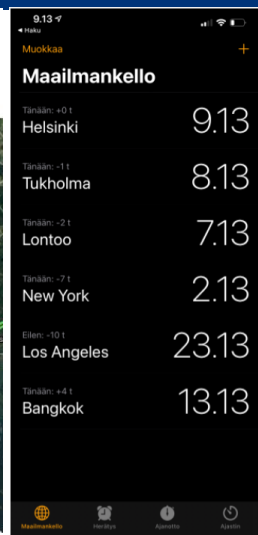 9.13
Haku
Muokkaa
+
Maailmankello
Tänään: +0 t
Helsinki
9.13
Tänään: -1 t
Tukholma
8.13
Tänään: -2 t
Lontoo
7.13
Tänään: -7 t
New York
2.13
Eilen: -10 t
Los Angeles
23.13
Tänään: +4 t
Bangkok
13.13
Maailmankello
Herätys
Ajanotto
Ajastin